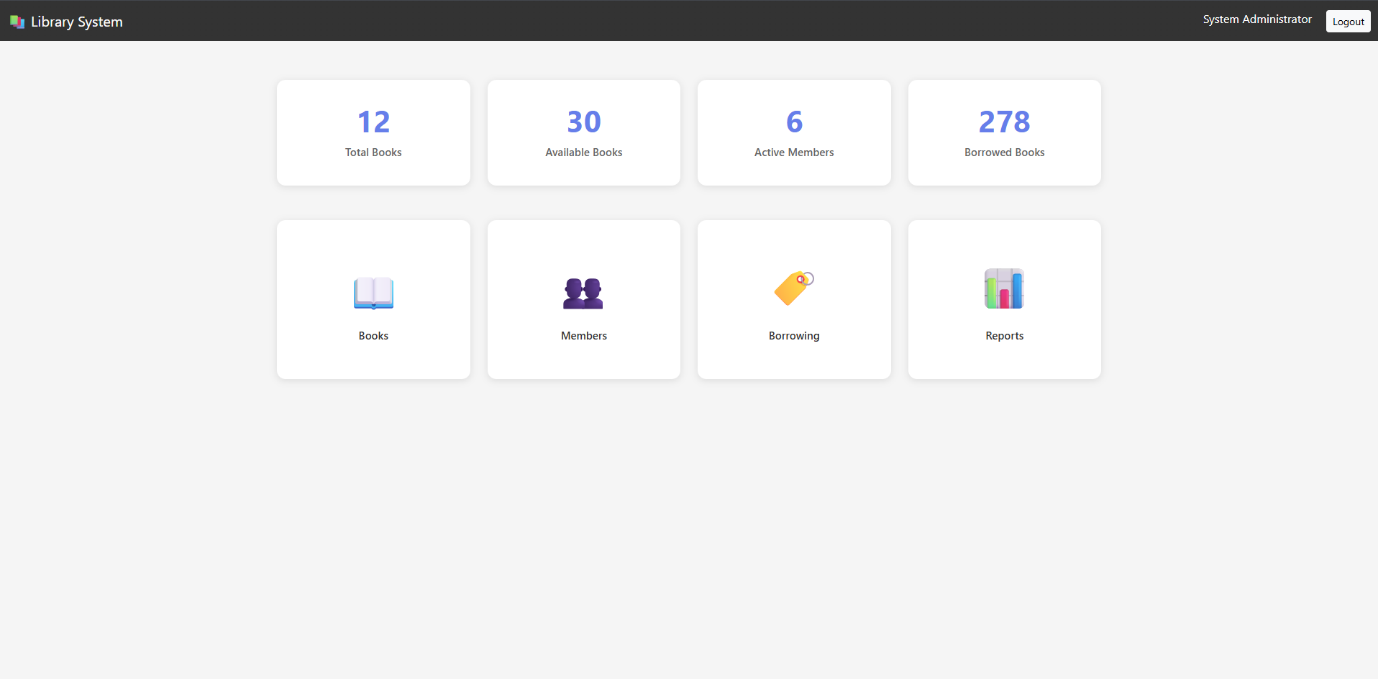 Library System
System Administrator
Logout
12
Total Books
30
Available Books
6
Active Members
278
Borrowed Books
Books
Members
Borrowing
Reports